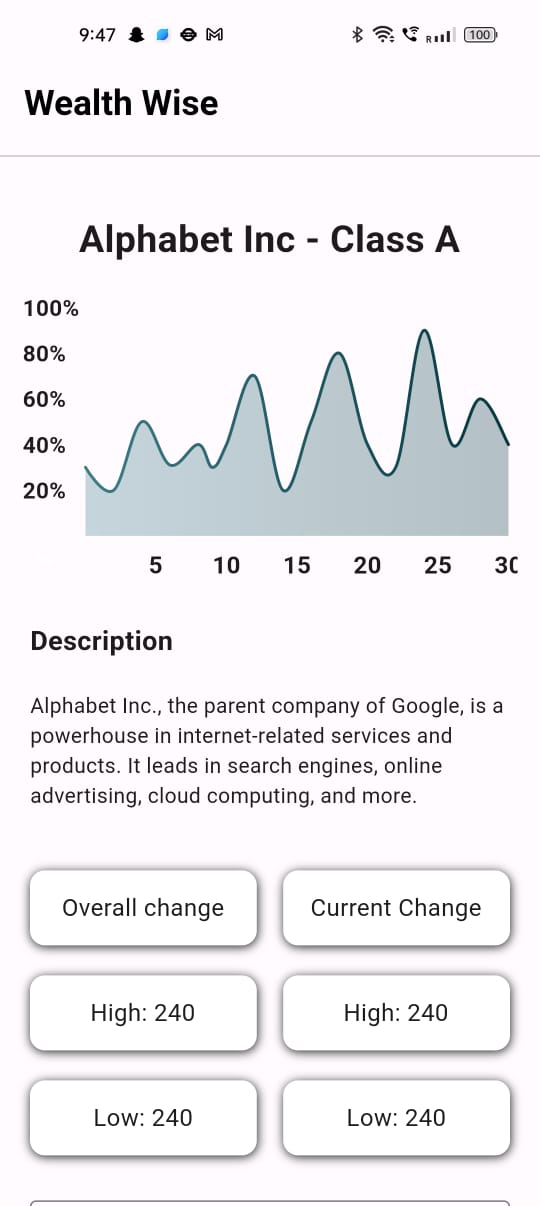 9:47
R
100
Wealth Wise
Alphabet Inc - Class A
100%
80%
60%
40%
20%
5 10 15 20 25 30
Description
Alphabet Inc., the parent company of Google, is a
powerhouse in internet-related services and
products. It leads in search engines, online
advertising, cloud computing, and more.
Overall change Current Change
High: 240 High: 240
Low: 240 Low: 240